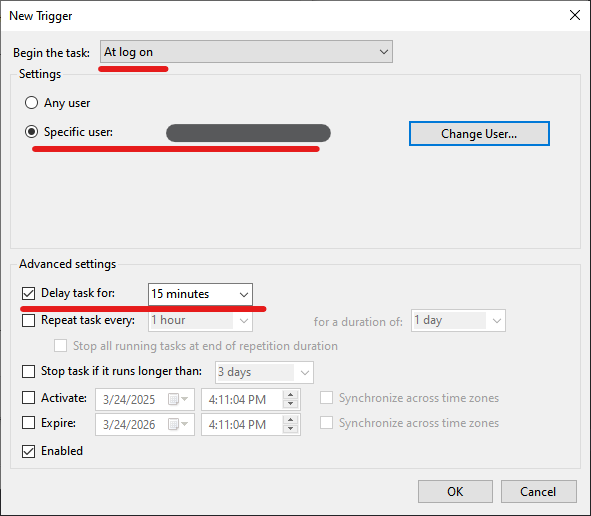 New Trigger
Begin the task: At log on
Settings
Any user
Specific user: Change User...
Advanced settings
Delay task for: 15 minutes
Repeat task every: 1 hour for a duration of: 1 day
Stop all running tasks at end of repetition duration
Stop task if it runs longer than: 3 days
Activate: 3/24/2025 4:11:04 PM Synchronize across time zones
Expire: 3/24/2026 4:11:04 PM Synchronize across time zones
Enabled
OK Cancel